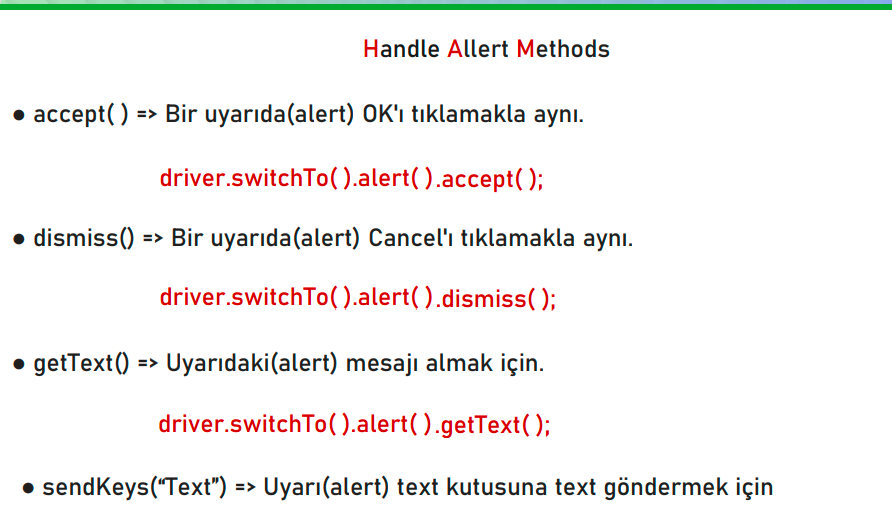 Handle Allert Methods
● accept( ) => Bir uyarıda(alert) OK'ı tıklamakla aynı.
driver.switchTo( ).alert( ).accept( );
● dismiss() => Bir uyarıda(alert) Cancel'ı tıklamakla aynı.
driver.switchTo( ).alert( ).dismiss( );
● getText() => Uyarıdaki(alert) mesajı almak için.
driver.switchTo( ).alert( ).getText( );
● sendKeys(“Text”) => Uyarı(alert) text kutusuna text göndermek için